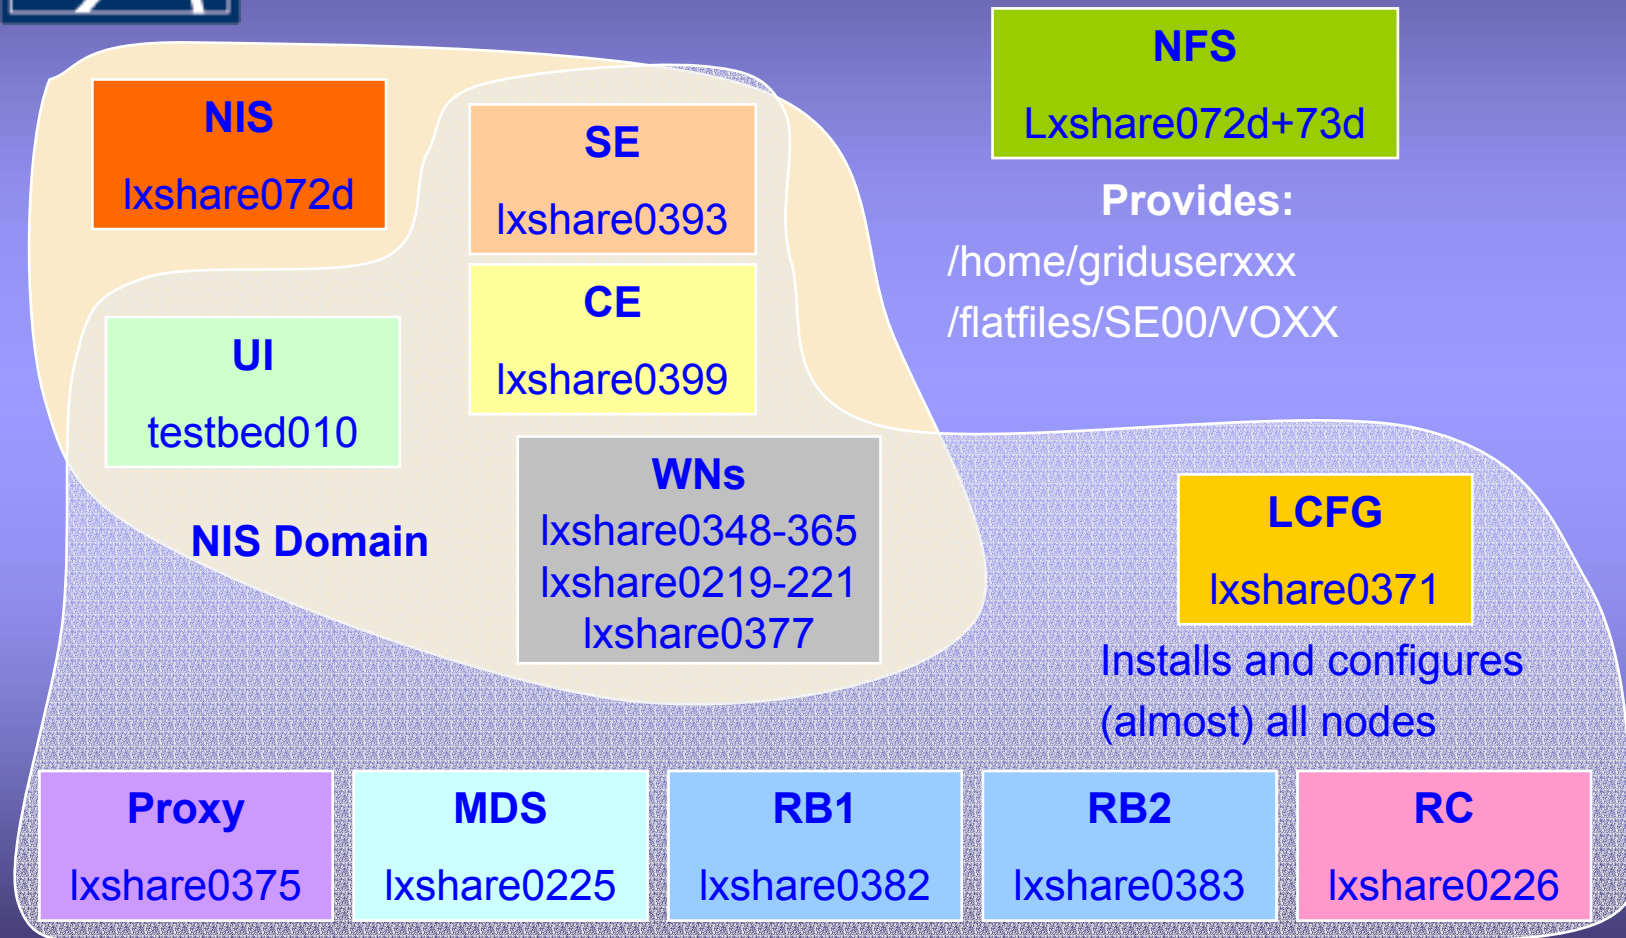 NIS
lxshare072d
SE
lxshare0393
NFS
Lxshare072d+73d
Provides:
/home/griduserxxx
/flatfiles/SE00/VOXX
CE
lxshare0399
UI
testbed010
NIS Domain
WNs
lxshare0348-365
lxshare0219-221
lxshare0377
LCFG
lxshare0371
Installs and configures
(almost) all nodes
Proxy
lxshare0375
MDS
lxshare0225
RB1
lxshare0382
RB2
lxshare0383
RC
lxshare0226